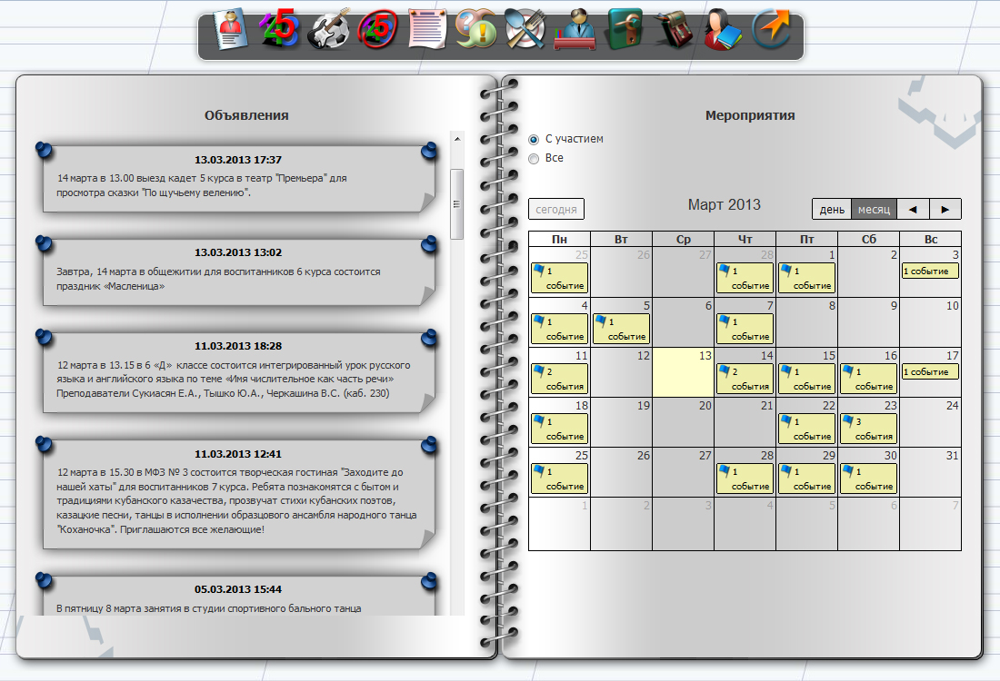 5
25
Объявления
13.03.2013 17:37
14 марта в 13.00 выезд кадет 5 курса в театр "Премьера" для
просмотра сказки "По щучьему велению".
13.03.2013 13:02
Завтра, 14 марта в общежитии для воспитанников 6 курса состоится
праздник «Масленица»
11.03.2013 18:28
12 марта в 13.15 в 6 «Д» классе состоится интегрированный урок русского
языка и английского языка по теме «Имя числительное как часть речи»
Преподаватели Сукиасян Е.А., Тышко Ю.А., Черкашина В.С. (каб. 230)
11.03.2013 12:41
12 марта в 15.30 в МФЗ № 3 состоится творческая гостиная "Заходите до
нашей хаты" для воспитанников 7 курса. Ребята познакомятся с бытом и
традициями кубанского казачества, прозвучат стихи кубанских поэтов,
казацкие песни, танцы в исполнении образцового ансамбля народного танца
"Коханочка". Приглашаются все желающие!
05.03.2013 15:44
В пятницу 8 марта занятия в студии спортивного бального танца
Мероприятия
С участием
Все
сегодня
Март 2013
день месяц
Пн Вт Ср Чт Пт Сб Вс
25 26 27 28 1 2 3
1 1 1 1 событие
событие событие событие
4 5 6 7 8 9 10
1 1 1
событие событие событие
11 12 13 14 15 16 17
2 2 1 1 1 событие
события события событие событие
18 19 20 21 22 23 24
1 1 3
событие событие события
25 26 27 28 29 30 31
1 1 1 1
событие событие событие событие
1 2 3 4 5 6 7